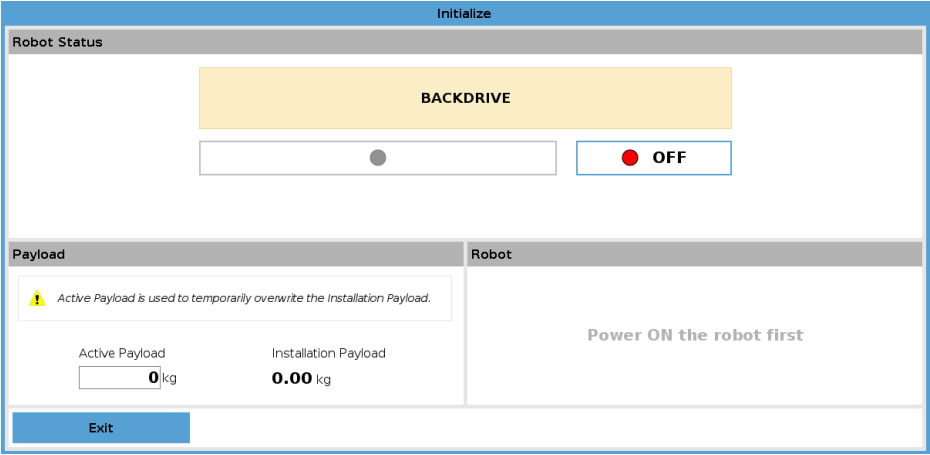 Initialize
Robot Status
BACKDRIVE
OFF
Payload
Active Payload is used to temporarily overwrite the Installation Payload.
Active Payload
Installation Payload
0 kg
0.00 kg
Robot
Power ON the robot first
Exit